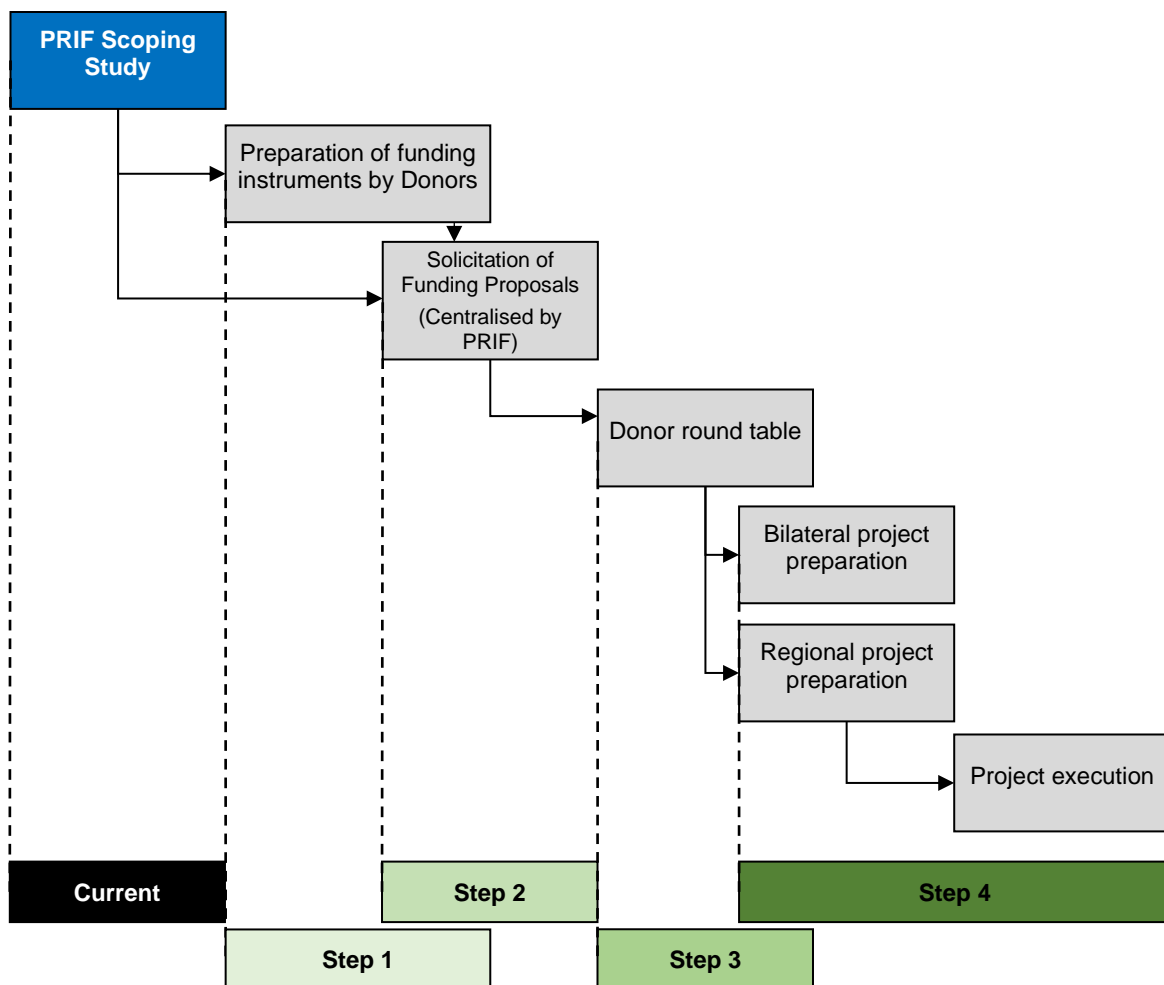 PRIF Scoping
Study
Preparation of funding
instruments by Donors
Solicitation of
Funding Proposals
(Centralised by
PRIF)
Donor round table
Bilateral project
preparation
Regional project
preparation
Project execution
Current
Step 2
Step 4
Step 1
Step 3